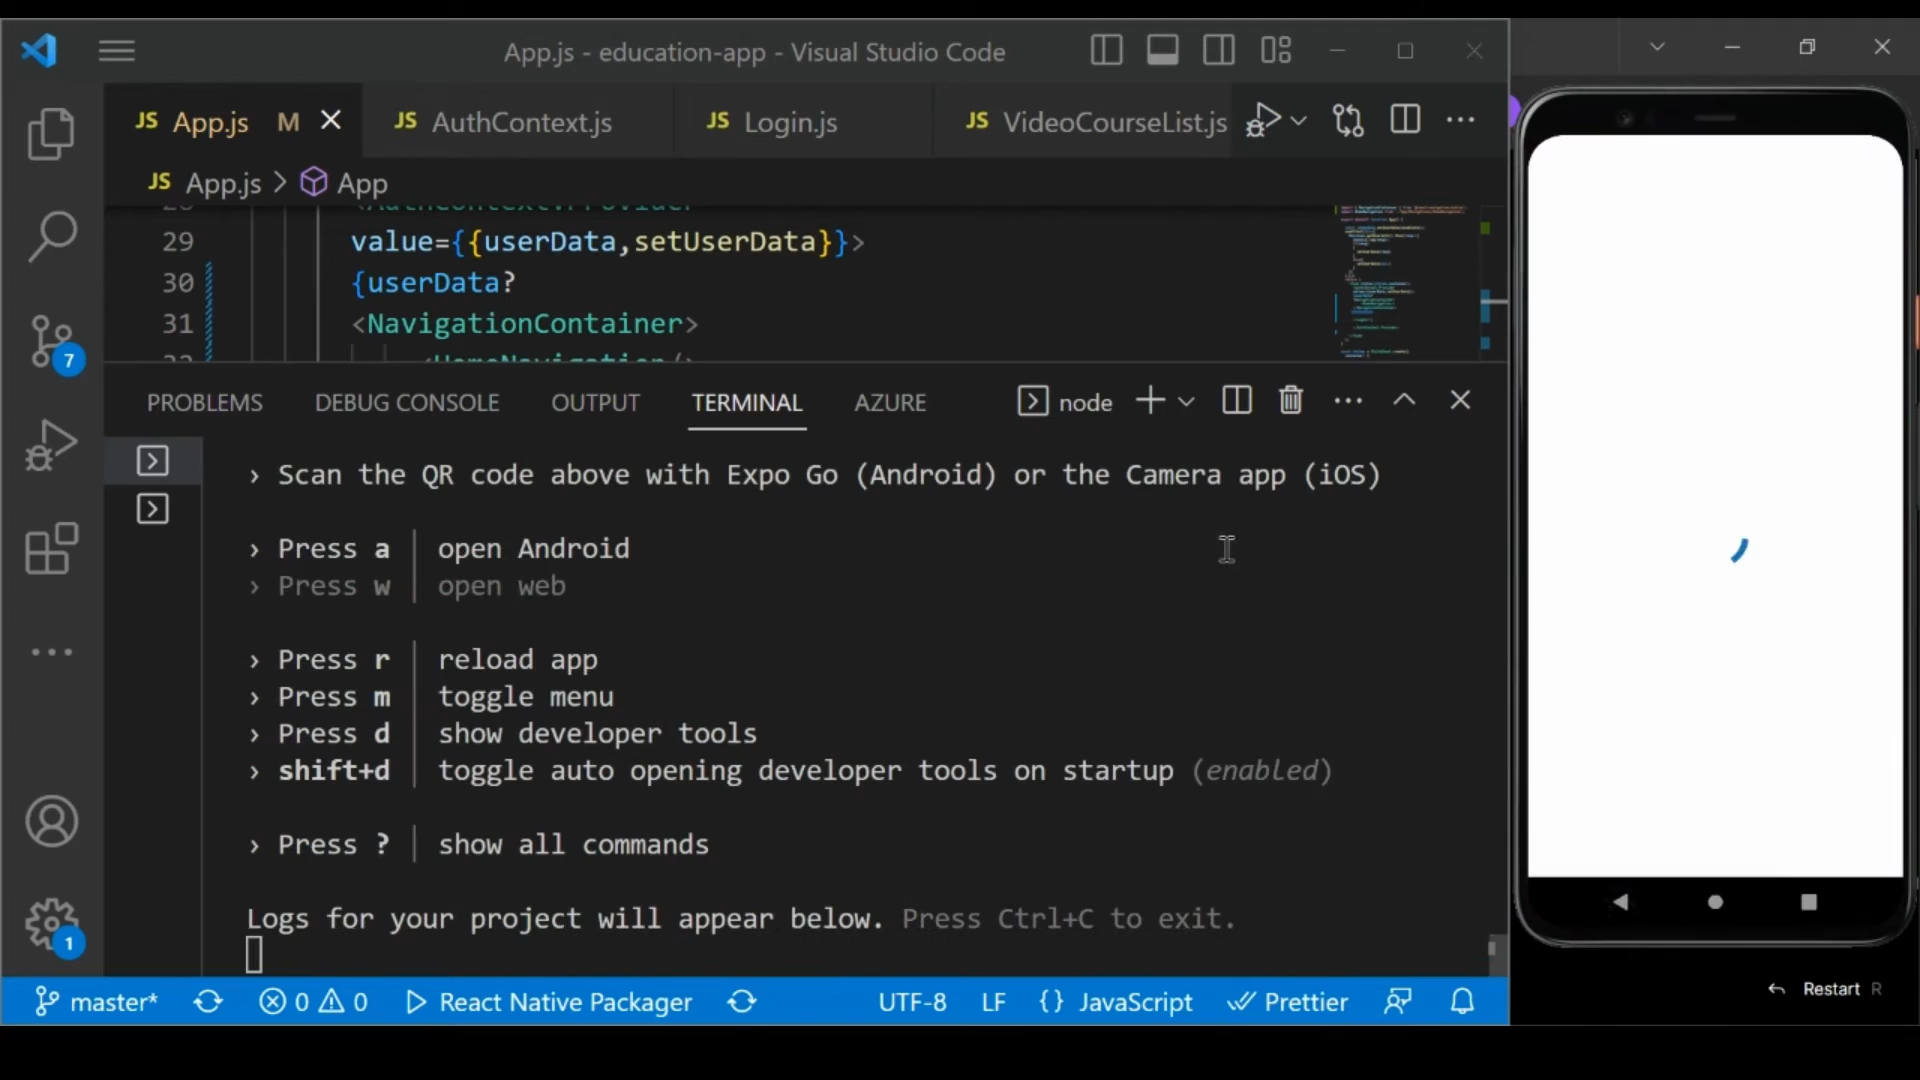 App.js - education-app - Visual Studio Code
JS App.js M
JS AuthContext.js
JS Login.js
JS VideoCourseList.js
JS App.js > App
29 value={{userData,setUserData}}>
30 {userData?
31 <NavigationContainer>
<HomeNavigation/>
PROBLEMS DEBUG CONSOLE OUTPUT TERMINAL AZURE node
› Scan the QR code above with Expo Go (Android) or the Camera app (iOS)
› Press a │ open Android
› Press w │ open web
› Press r │ reload app
› Press m │ toggle menu
› Press d │ show developer tools
› shift+d │ toggle auto opening developer tools on startup (enabled)
› Press ? │ show all commands
Logs for your project will appear below. Press Ctrl+C to exit.
7
1
master* 0 0 React Native Packager UTF-8 LF {} JavaScript Prettier
Restart R